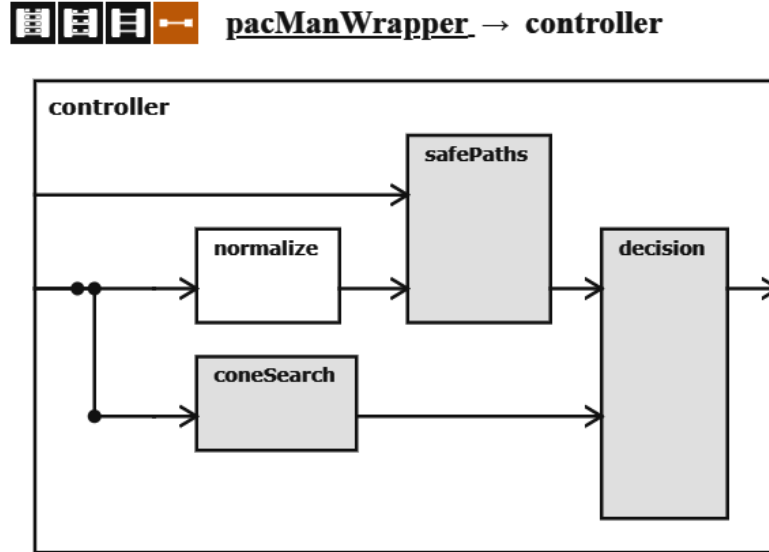 pacManWrapper → controller
controller
safePaths
normalize
decision
coneSearch